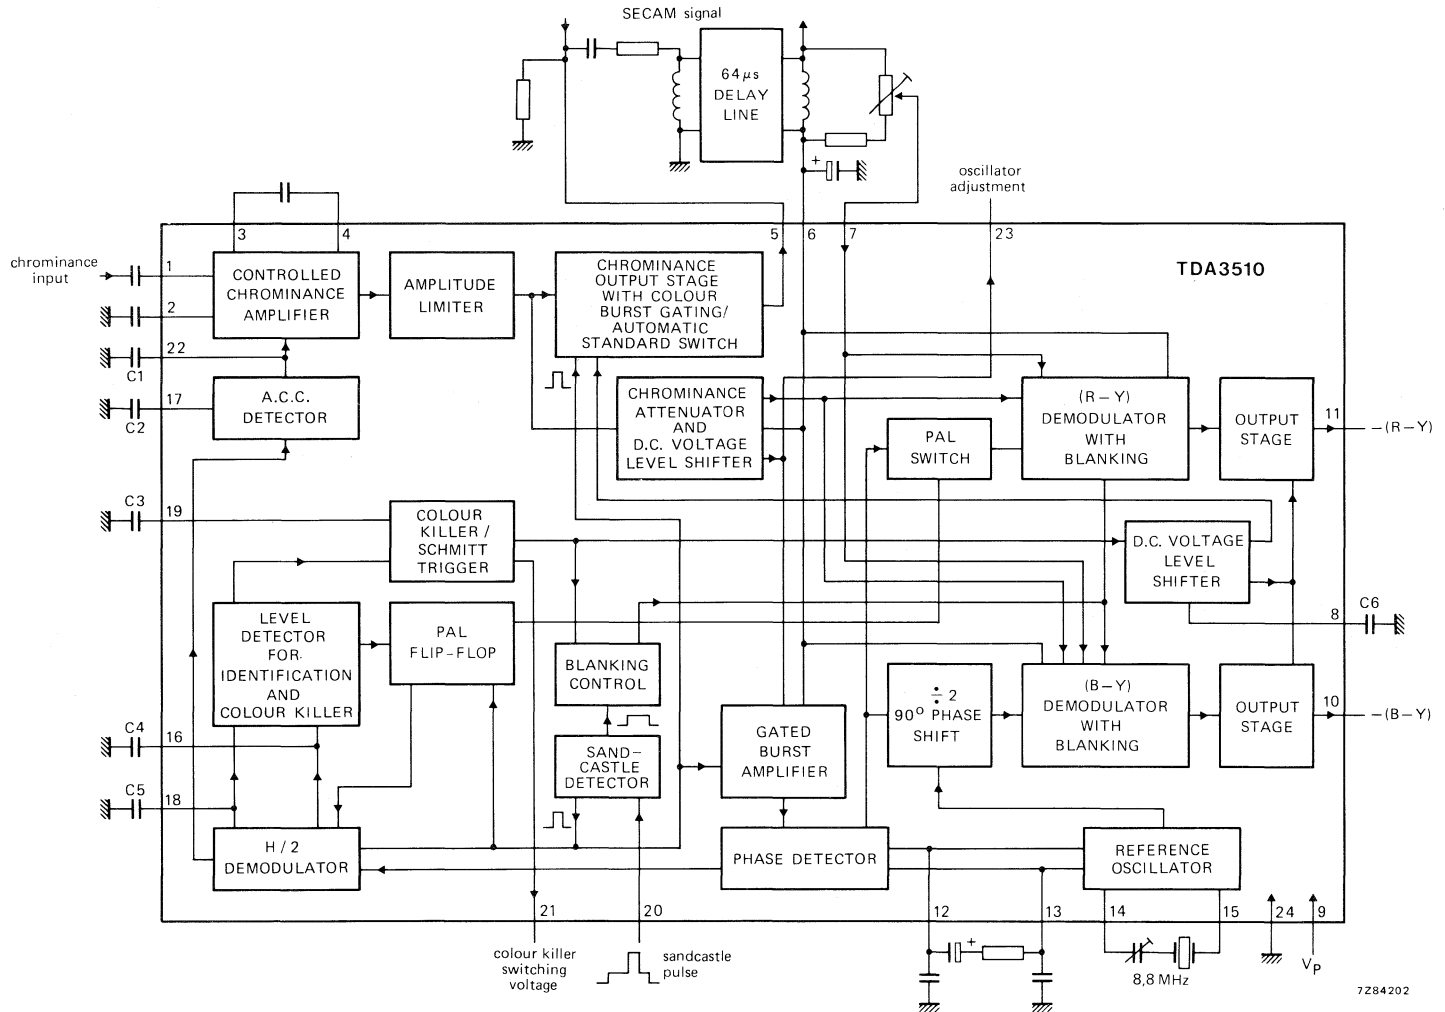 SECAM signal
64μs
DELAY
LINE
+
oscillator
adjustment
3
4
5
6
7
23
TDA3510
chrominance
input
1
2
22
C1
17
C2
CONTROLLED
CHROMINANCE
AMPLIFIER
AMPLITUDE
LIMITER
CHROMINANCE
OUTPUT STAGE
WITH COLOUR
BURST GATING/
AUTOMATIC
STANDARD SWITCH
A.C.C.
DETECTOR
CHROMINANCE
ATTENUATOR
AND
D.C. VOLTAGE
LEVEL SHIFTER
PAL
SWITCH
(R–Y)
DEMODULATOR
WITH
BLANKING
OUTPUT
STAGE
11
–(R–Y)
C3
19
COLOUR
KILLER/
SCHMITT
TRIGGER
D.C. VOLTAGE
LEVEL
SHIFTER
8
C6
LEVEL
DETECTOR
FOR
IDENTIFICATION
AND
COLOUR KILLER
PAL
FLIP-FLOP
BLANKING
CONTROL
÷2
90° PHASE
SHIFT
(B–Y)
DEMODULATOR
WITH
BLANKING
OUTPUT
STAGE
10
–(B–Y)
C4
16
C5
18
SAND-
CASTLE
DETECTOR
GATED
BURST
AMPLIFIER
H/2
DEMODULATOR
PHASE DETECTOR
REFERENCE
OSCILLATOR
21
20
12
13
14
15
24
9
colour killer
switching
voltage
sandcastle
pulse
+
8,8 MHz
VP
7Z84202